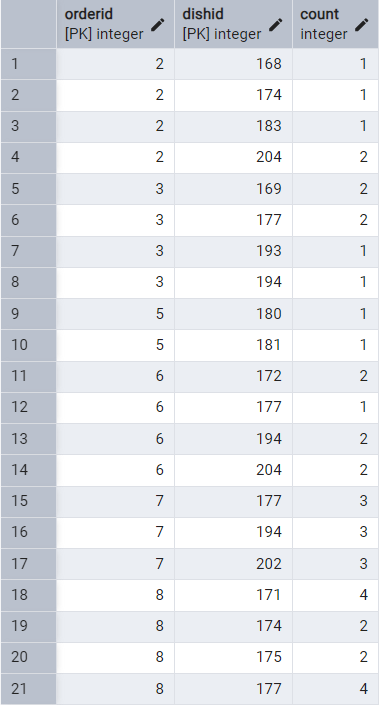 orderid dishid count
[PK] integer [PK] integer integer
1 2 168 1
2 2 174 1
3 2 183 1
4 2 204 2
5 3 169 2
6 3 177 2
7 3 193 1
8 3 194 1
9 5 180 1
10 5 181 1
11 6 172 2
12 6 177 1
13 6 194 2
14 6 204 2
15 7 177 3
16 7 194 3
17 7 202 3
18 8 171 4
19 8 174 2
20 8 175 2
21 8 177 4